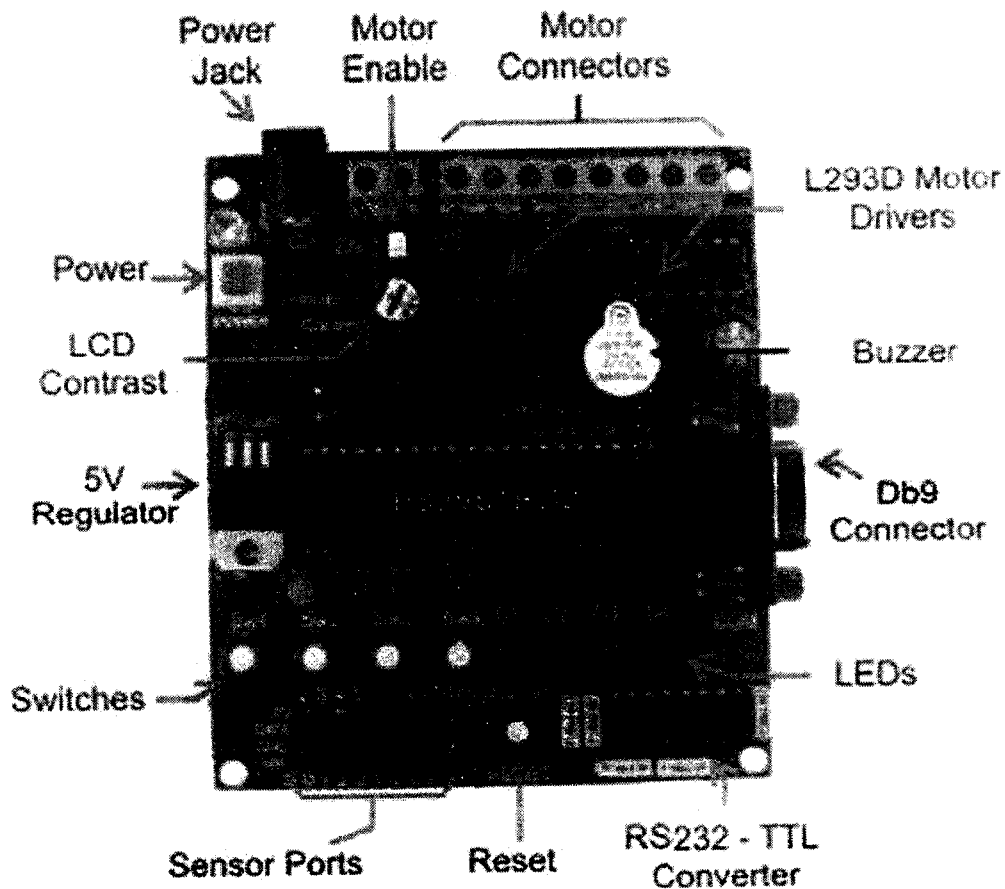 Power
Jack
Motor
Enable
Motor
Connectors
L293D Motor
Drivers
Power
LCD
Contrast
Buzzer
5V
Regulator
Db9
Connector
Switches
LEDs
Sensor Ports
Reset
RS232 - TTL
Converter